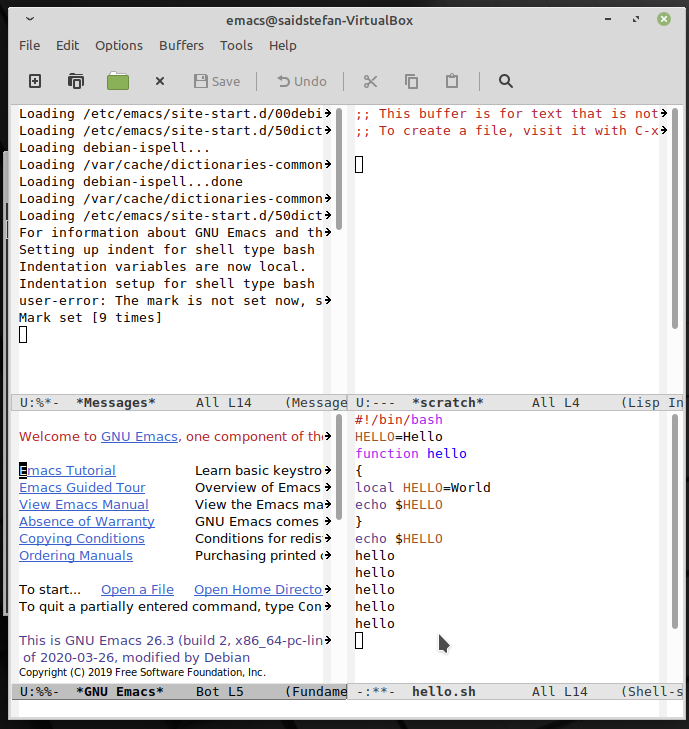 emacs@saidstefan-VirtualBox
File Edit Options Buffers Tools Help
Save Undo
Loading /etc/emacs/site-start.d/00debi
Loading /etc/emacs/site-start.d/50dict
Loading debian-ispell...
Loading /var/cache/dictionaries-common
Loading debian-ispell...done
Loading /var/cache/dictionaries-common
Loading /etc/emacs/site-start.d/50dict
For information about GNU Emacs and th
Setting up indent for shell type bash
Indentation variables are now local.
Indentation setup for shell type bash
user-error: The mark is not set now, s
Mark set [9 times]
U:%*- *Messages* All L14 (Message
;; This buffer is for text that is not
;; To create a file, visit it with C-x
U:--- *scratch* All L4 (Lisp In
Welcome to GNU Emacs, one component of the
Emacs Tutorial Learn basic keystro
Emacs Guided Tour Overview of Emacs
View Emacs Manual View the Emacs ma
Absence of Warranty GNU Emacs comes
Copying Conditions Conditions for redis
Ordering Manuals Purchasing printed c
To start... Open a File Open Home Directo
To quit a partially entered command, type Con
This is GNU Emacs 26.3 (build 2, x86_64-pc-lin
of 2020-03-26, modified by Debian
Copyright (C) 2019 Free Software Foundation, Inc.
U:%%- *GNU Emacs* Bot L5 (Fundame
#!/bin/bash
HELLO=Hello
function hello
{
local HELLO=World
echo $HELLO
}
echo $HELLO
hello
hello
hello
hello
hello
-:**- hello.sh All L14 (Shell-s